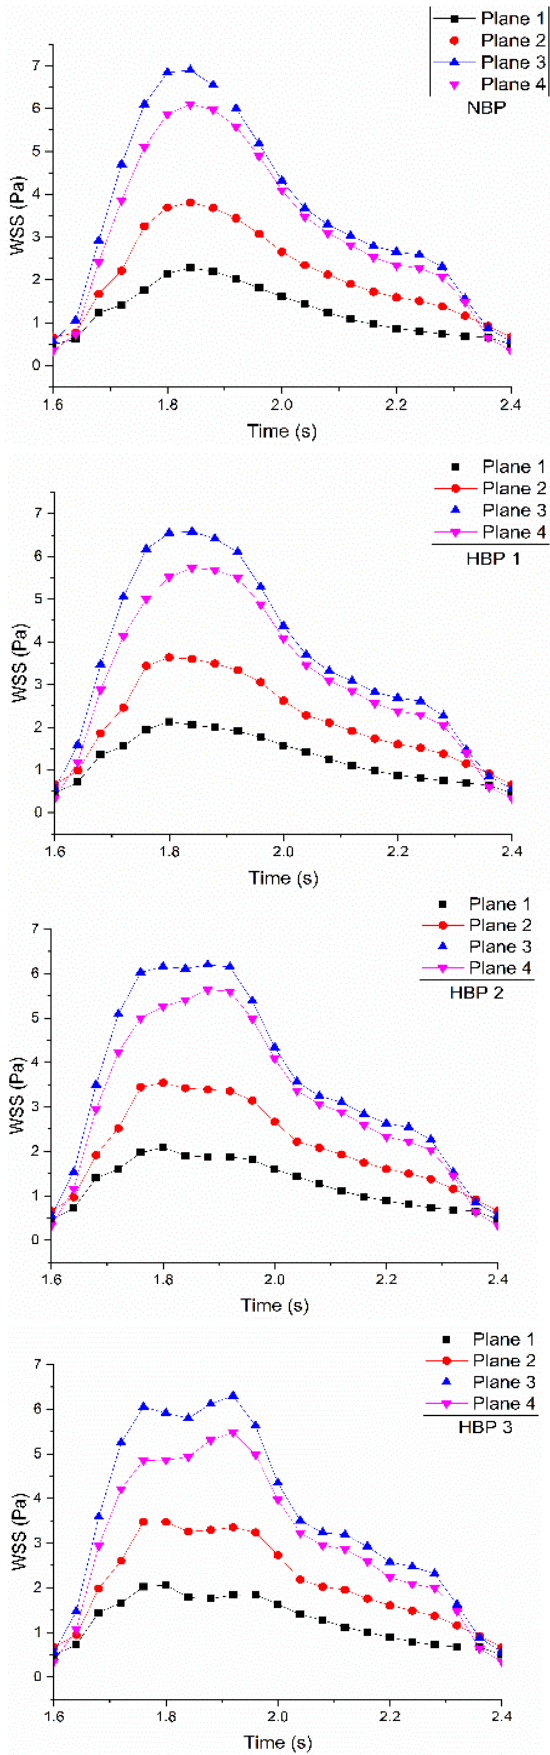 Plane 1
Plane 2
Plane 3
Plane 4
NBP
7
6
5
4
3
2
1
0
WSS (Pa)
1.6 1.8 2.0 2.2 2.4
Time (s)
Plane 1
Plane 2
Plane 3
Plane 4
HBP 1
7
6
5
4
3
2
1
0
WSS (Pa)
1.6 1.8 2.0 2.2 2.4
Time (s)
Plane 1
Plane 2
Plane 3
Plane 4
HBP 2
7
6
5
4
3
2
1
0
WSS (Pa)
1.6 1.8 2.0 2.2 2.4
Time (s)
Plane 1
Plane 2
Plane 3
Plane 4
HBP 3
7
6
5
4
3
2
1
0
WSS (Pa)
1.6 1.8 2.0 2.2 2.4
Time (s)